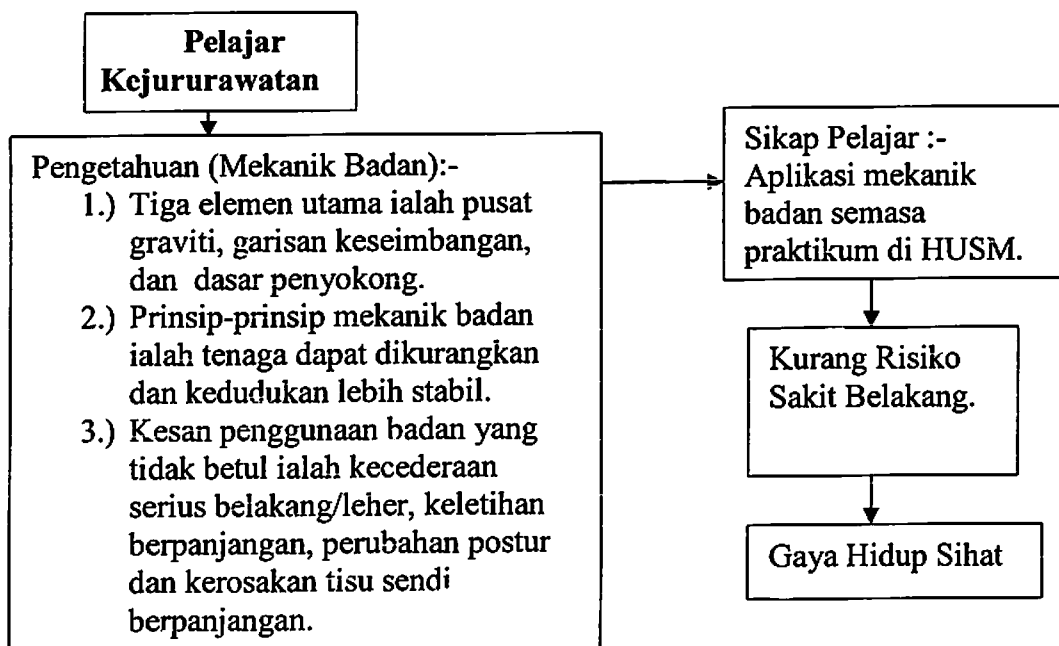 Pelajar
Kejururawatan
Pengetahuan (Mekanik Badan):-
1.) Tiga elemen utama ialah pusat
graviti, garisan keseimbangan,
dan dasar penyokong.
2.) Prinsip-prinsip mekanik badan
ialah tenaga dapat dikurangkan
dan kedudukan lebih stabil.
3.) Kesan penggunaan badan yang
tidak betul ialah kecederaan
serius belakang/leher, keletihan
berpanjangan, perubahan postur
dan kerosakan tisu sendi
berpanjangan.
Sikap Pelajar :-
Aplikasi mekanik
badan semasa
praktikum di HUSM.
Kurang Risiko
Sakit Belakang.
Gaya Hidup Sihat